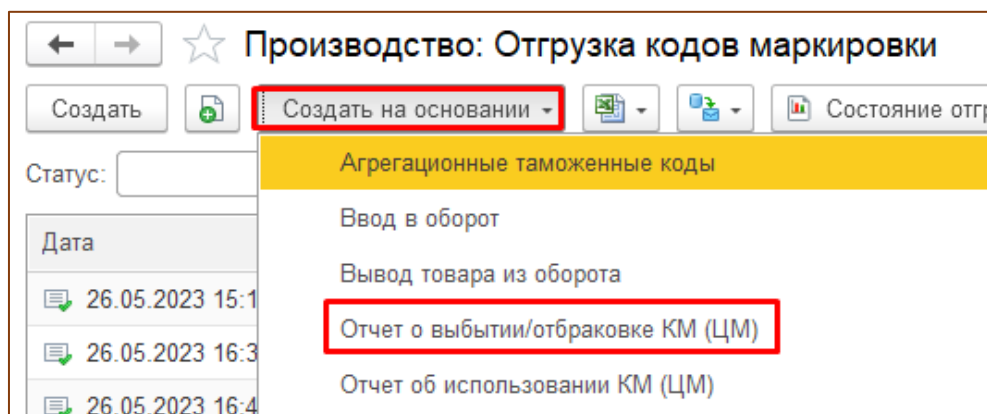 Производство: Отгрузка кодов маркировки
Создать Создать на основании Состояние
Статус:
Агрегационные таможенные коды
Ввод в оборот
Дата
Вывод товара из оборота
26.05.2023 15:1
Отчет о выбытии/отбраковке КМ (ЦМ)
26.05.2023 16:3
Отчет об использовании КМ (ЦМ)
26.05.2023 16:4